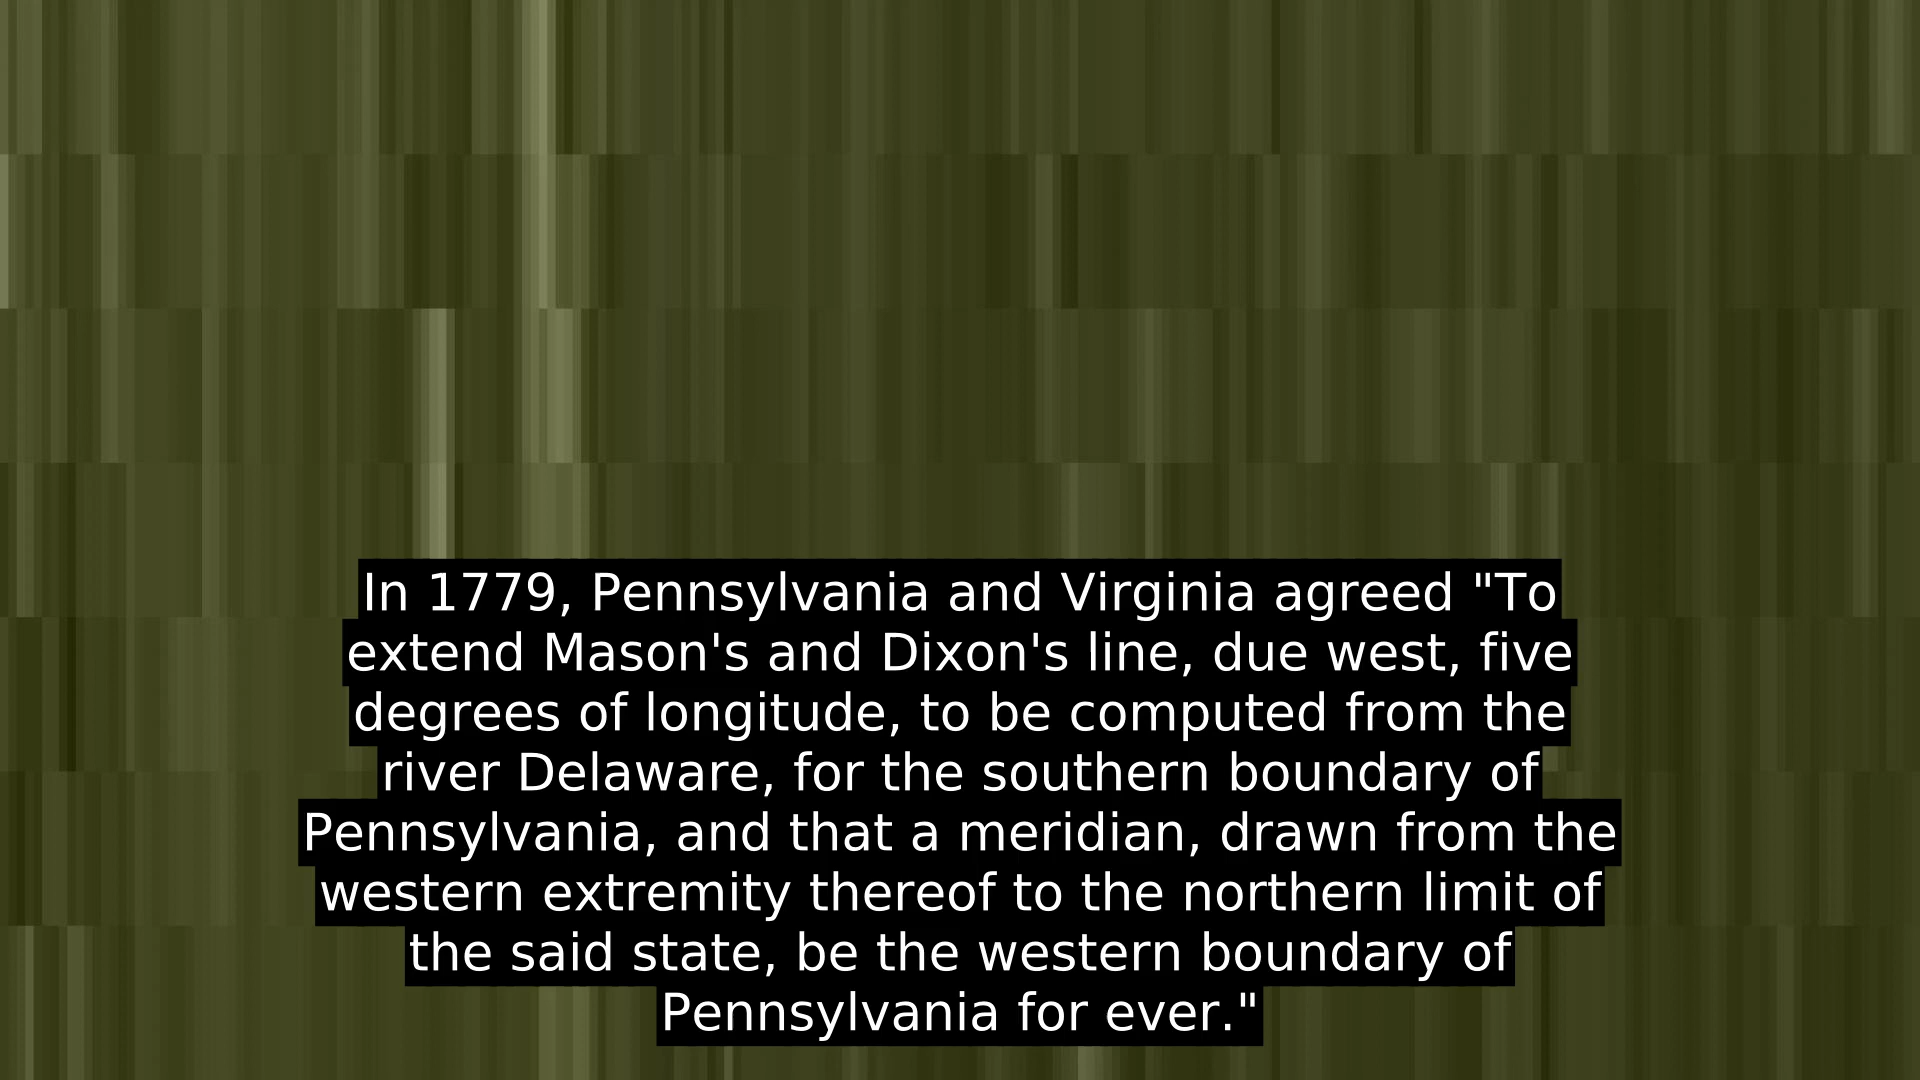 In 1779, Pennsylvania and Virginia agreed "To
extend Mason's and Dixon's line, due west, five
degrees of longitude, to be computed from the
river Delaware, for the southern boundary of
Pennsylvania, and that a meridian, drawn from the
western extremity thereof to the northern limit of
the said state, be the western boundary of
Pennsylvania for ever."